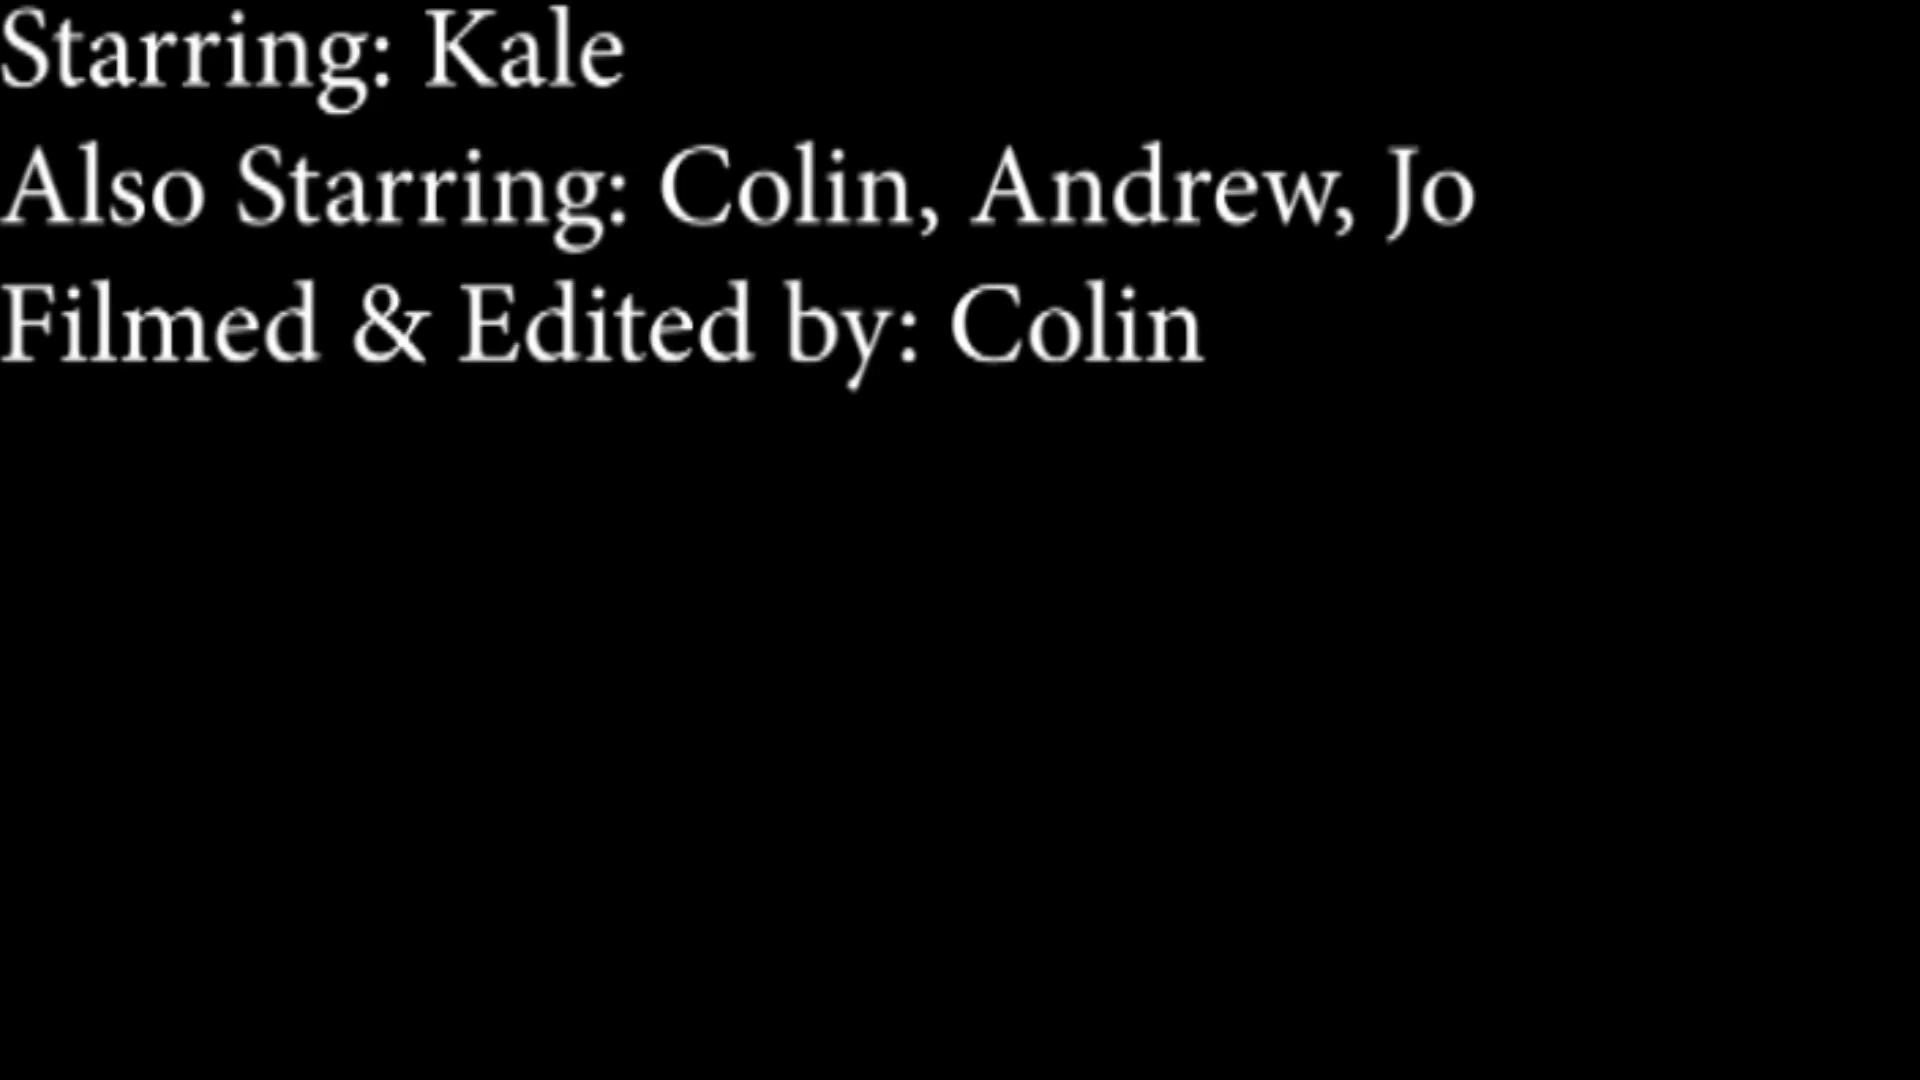 Starring: Kale
Also Starring: Colin, Andrew, Jo
Filmed & Edited by: Colin